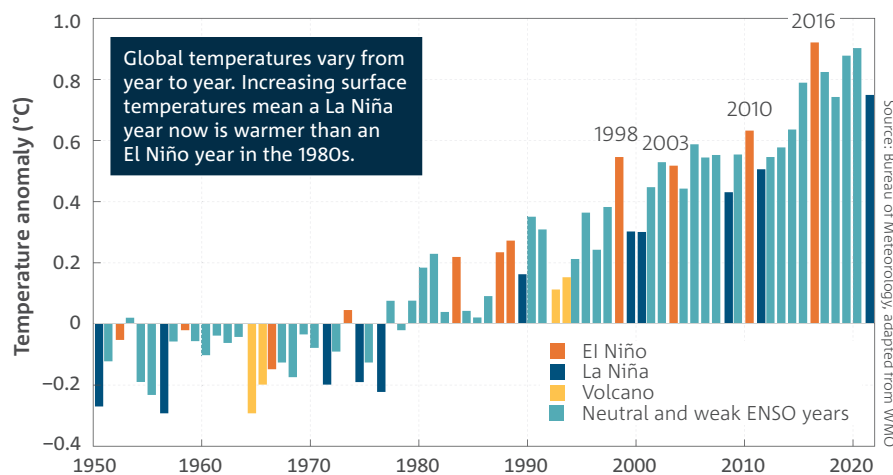 1.0
0.8
0.6
0.4
0.2
0
−0.2
−0.4
Temperature anomaly (°C)
Global temperatures vary from
year to year. Increasing surface
temperatures mean a La Niña
year now is warmer than an
El Niño year in the 1980s.
1998
2003
2010
2016
El Niño
La Niña
Volcano
Neutral and weak ENSO years
1950
1960
1970
1980
1990
2000
2010
2020
Source: Bureau of Meteorology, adapted from WMO